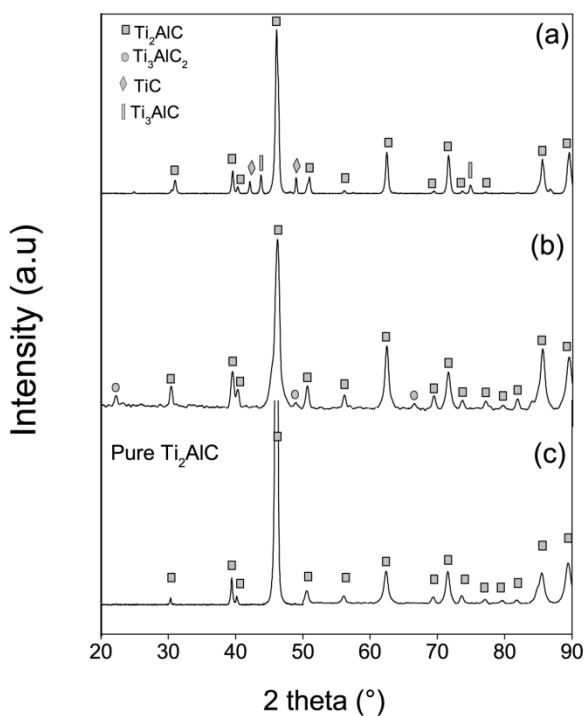 Ti₂AlC
Ti₃AlC₂
TiC
Ti₃AlC
(a)
(b)
Pure Ti₂AlC
(c)
Intensity (a.u)
20 30 40 50 60 70 80 90
2 theta (°)